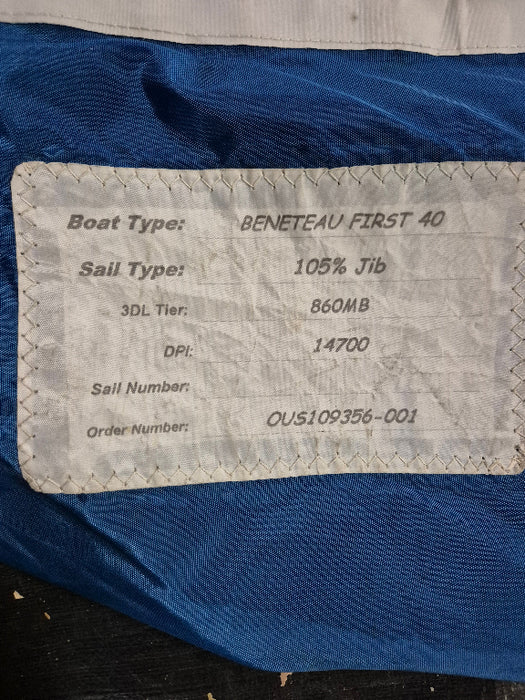 Boat Type: BENETEAU FIRST 40
Sail Type: 105% Jib
3DL Tier: 860MB
DPI: 14700
Sail Number:
Order Number: OUS109356-001